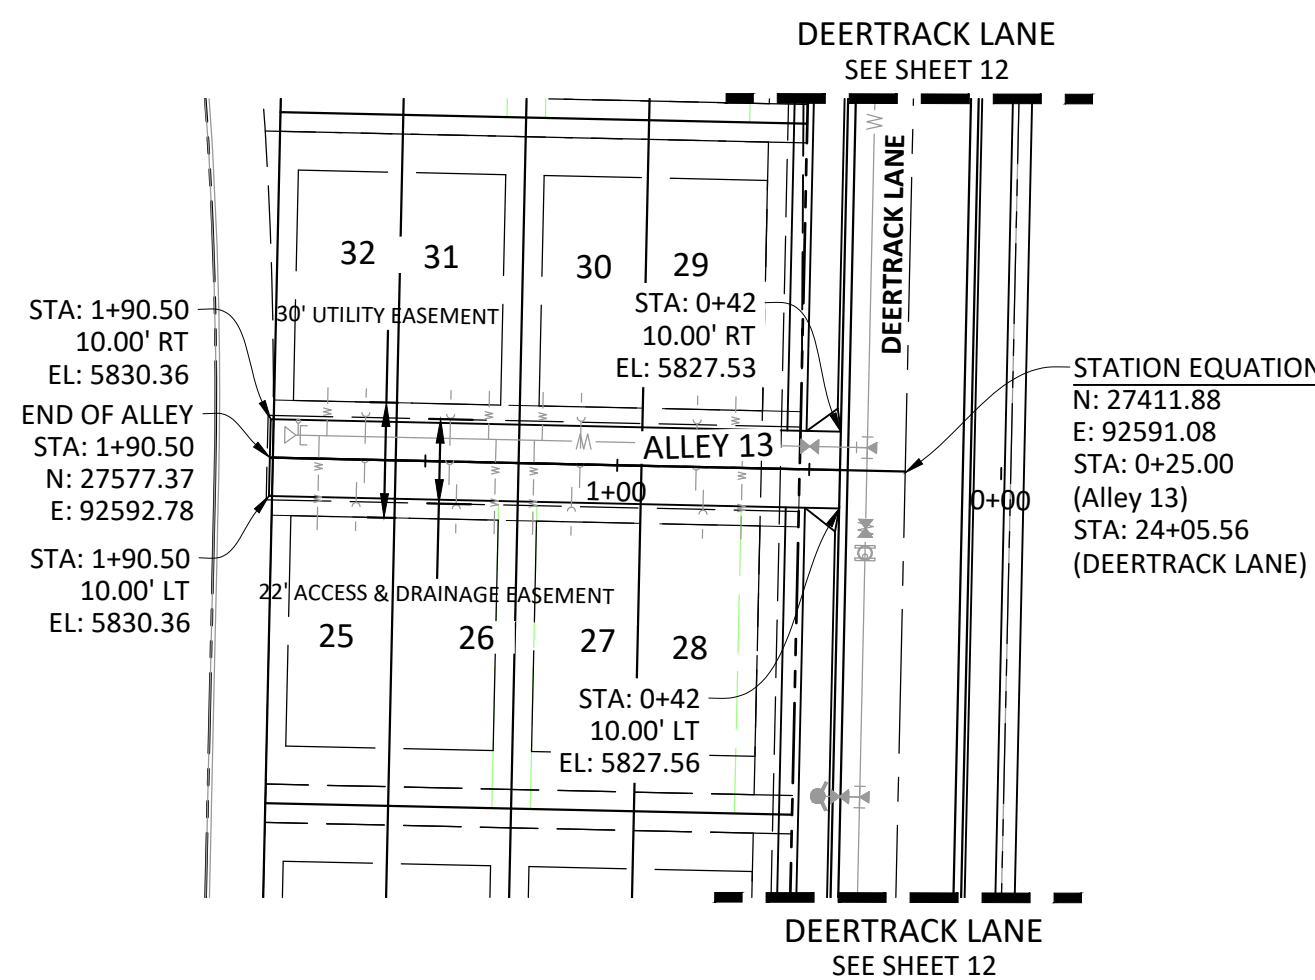 DEERTRACK LANE
SEE SHEET 12
DEERTRACK LANE
32
31
30
29
STA: 1+90.50
10.00' RT
EL: 5830.36
30' UTILITY EASEMENT
STA: 0+42
10.00' RT
EL: 5827.53
END OF ALLEY
STA: 1+90.50
N: 27577.37
E: 92592.78
STATION EQUATION
N: 27411.88
E: 92591.08
STA: 0+25.00
(Alley 13)
STA: 24+05.56
(DEERTRACK LANE)
ALLEY 13
1+00
0+00
STA: 1+90.50
10.00' LT
EL: 5830.36
22' ACCESS & DRAINAGE EASEMENT
25
26
27
28
STA: 0+42
10.00' LT
EL: 5827.56
W
W
W
W
W
W
W
W
W
W
DEERTRACK LANE
SEE SHEET 12